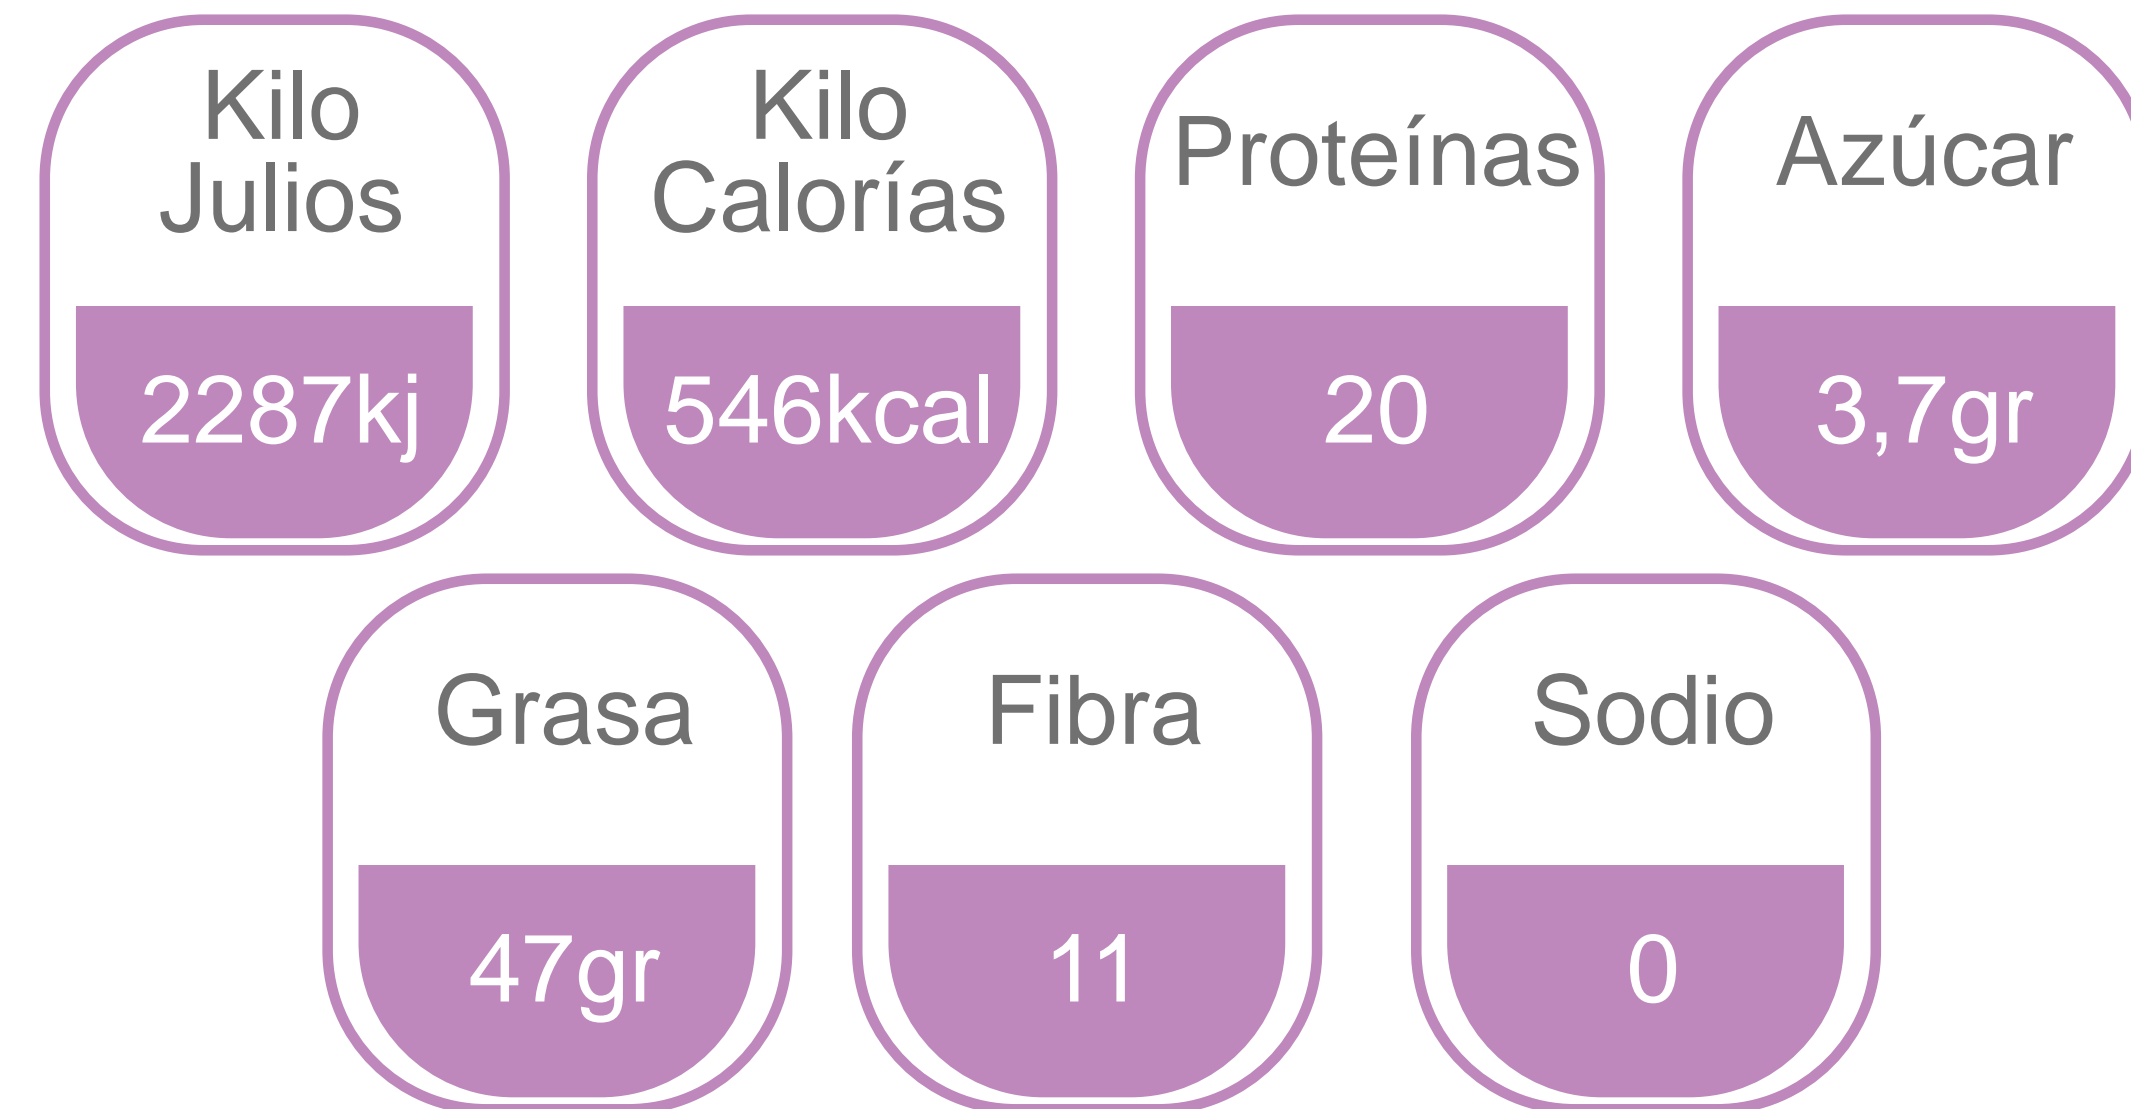 Kilo
Julios
2287kj
Kilo
Calorías
546kcal
Proteínas
20
Azúcar
3,7gr
Grasa
47gr
Fibra
11
Sodio
0